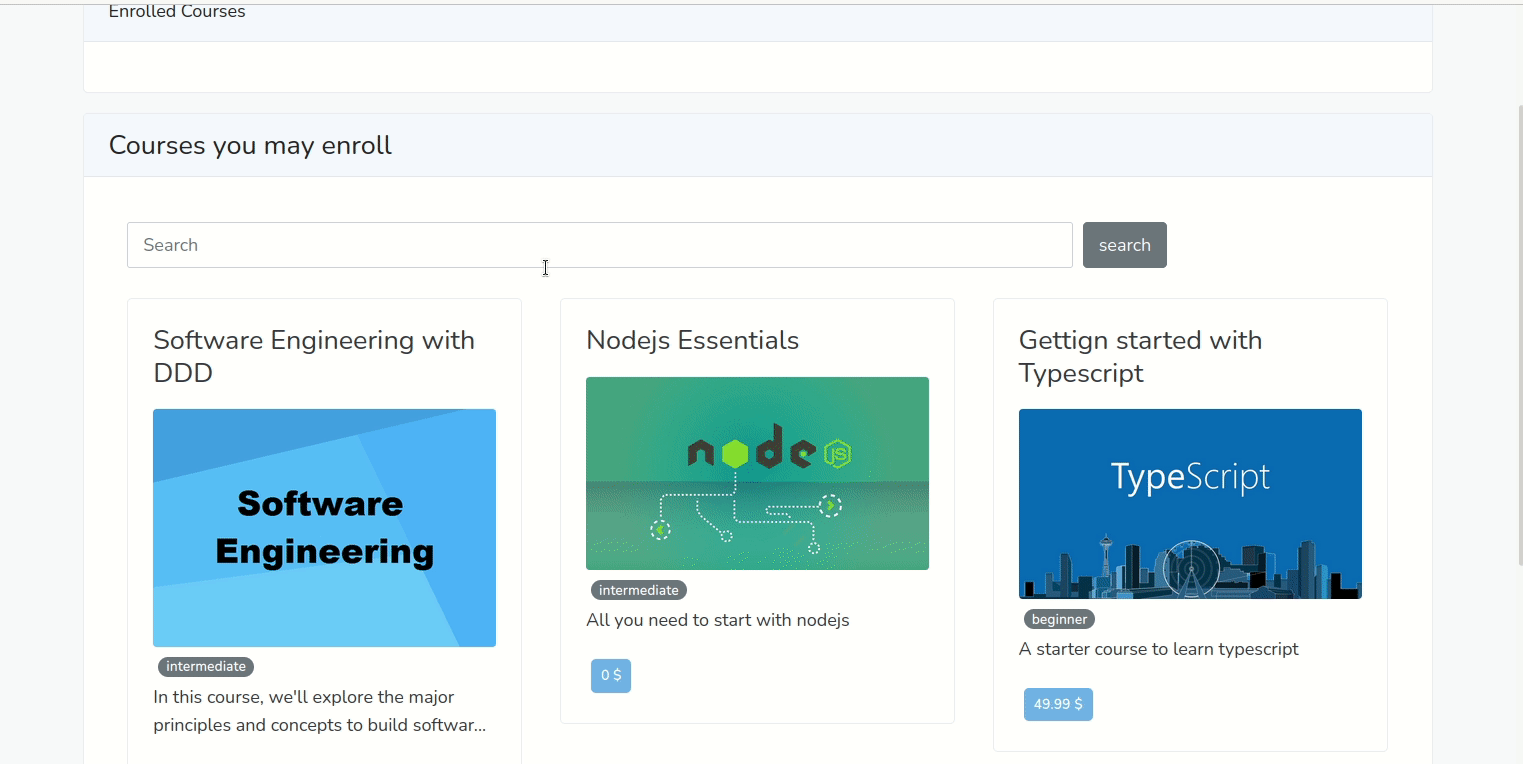 Enrolled Courses
Courses you may enroll
Search
search
Software Engineering with
DDD
Software
Engineering
intermediate
In this course, we'll explore the major
principles and concepts to build softwar...
Nodejs Essentials
node JS
intermediate
All you need to start with nodejs
0 $
Gettign started with
Typescript
TypeScript
beginner
A starter course to learn typescript
49.99 $